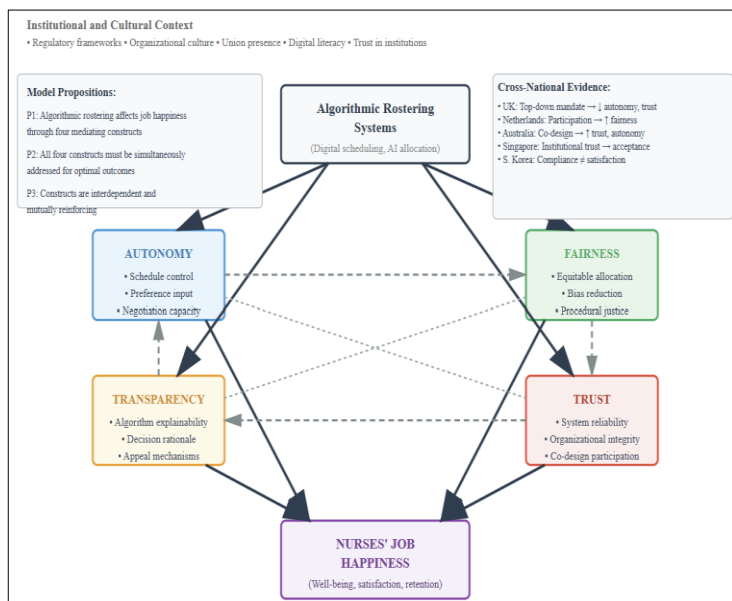 Institutional and Cultural Context
• Regulatory frameworks • Organizational culture • Union presence • Digital literacy • Trust in institutions
Model Propositions:
P1: Algorithmic rostering affects job happiness
through four mediating constructs
P2: All four constructs must be simultaneously
addressed for optimal outcomes
P3: Constructs are interdependent and
mutually reinforcing
Algorithmic Rostering
Systems
(Digital scheduling, AI allocation)
Cross-National Evidence:
• UK: Top-down mandate → ↓ autonomy, trust
• Netherlands: Participation → ↑ fairness
• Australia: Co-design → ↑ trust, autonomy
• Singapore: Institutional trust → acceptance
• S. Korea: Compliance ≠ satisfaction
AUTONOMY
• Schedule control
• Preference input
• Negotiation capacity
FAIRNESS
• Equitable allocation
• Bias reduction
• Procedural justice
TRANSPARENCY
• Algorithm explainability
• Decision rationale
• Appeal mechanisms
TRUST
• System reliability
• Organizational integrity
• Co-design participation
NURSES' JOB
HAPPINESS
(Well-being, satisfaction, retention)